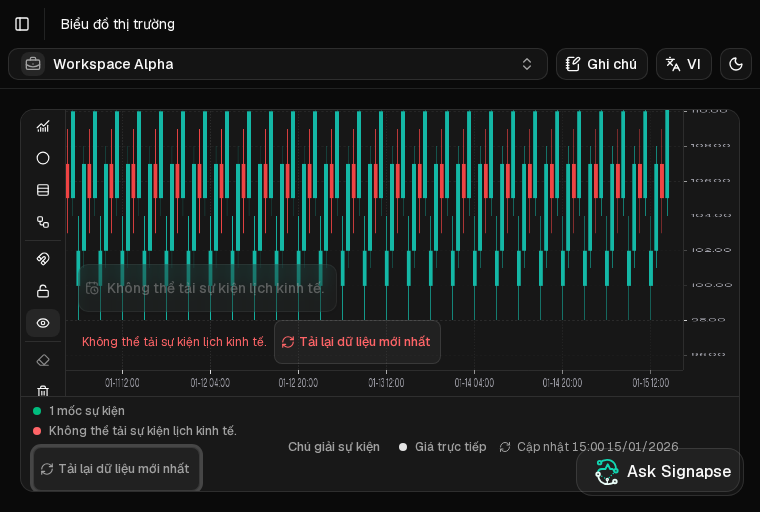 Biểu đồ thị trường
Workspace Alpha
Ghi chú
VI
108.00
106.00
104.00
102.00
100.00
98.00
Không thể tải sự kiện lịch kinh tế.
Không thể tải sự kiện lịch kinh tế.
Tải lại dữ liệu mới nhất
01-11 12:00
01-12 04:00
01-12 20:00
01-13 12:00
01-14 04:00
01-14 20:00
01-15 12:00
1 mốc sự kiện
Không thể tải sự kiện lịch kinh tế.
Chú giải sự kiện
Giá trực tiếp
Cập nhật 15:00 15/01/2026
Tải lại dữ liệu mới nhất
Ask Signapse